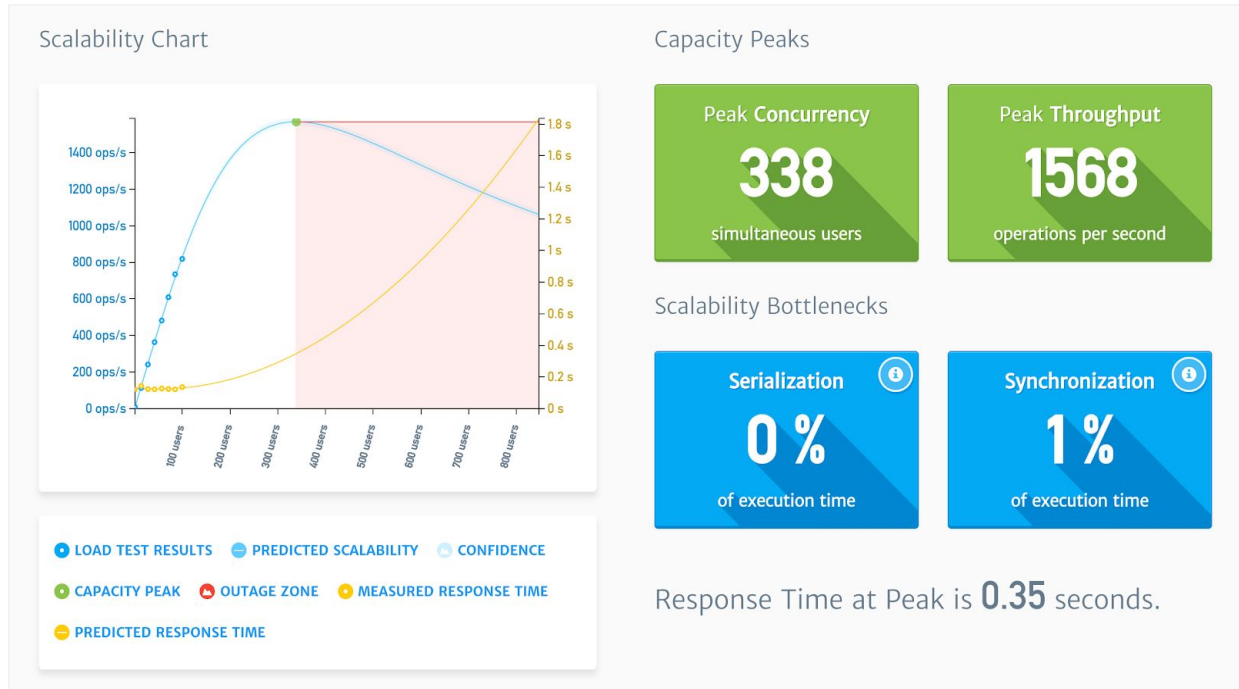 Scalability Chart
1400 ops/s
1200 ops/s
1000 ops/s
800 ops/s
600 ops/s
400 ops/s
200 ops/s
0 ops/s
1.8 s
1.6 s
1.4 s
1.2 s
1 s
0.8 s
0.6 s
0.4 s
0.2 s
0 s
100 users
200 users
300 users
400 users
500 users
600 users
700 users
800 users
LOAD TEST RESULTS
PREDICTED SCALABILITY
CONFIDENCE
CAPACITY PEAK
OUTAGE ZONE
MEASURED RESPONSE TIME
PREDICTED RESPONSE TIME
Capacity Peaks
Peak Concurrency
338
simultaneous users
Peak Throughput
1568
operations per second
Scalability Bottlenecks
Serialization
0 %
of execution time
Synchronization
1 %
of execution time
Response Time at Peak is 0.35 seconds.